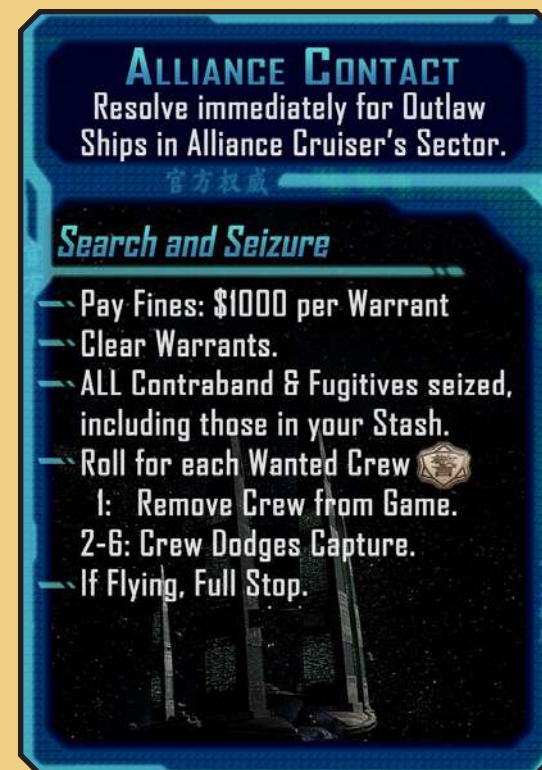 ALLIANCE CONTACT
Resolve immediately for Outlaw
Ships in Alliance Cruiser's Sector.
官方权威
Search and Seizure
Pay Fines: $1000 per Warrant
Clear Warrants.
ALL Contraband & Fugitives seized,
including those in your Stash.
Roll for each Wanted Crew 警
1: Remove Crew from Game.
2-6: Crew Dodges Capture.
If Flying, Full Stop.